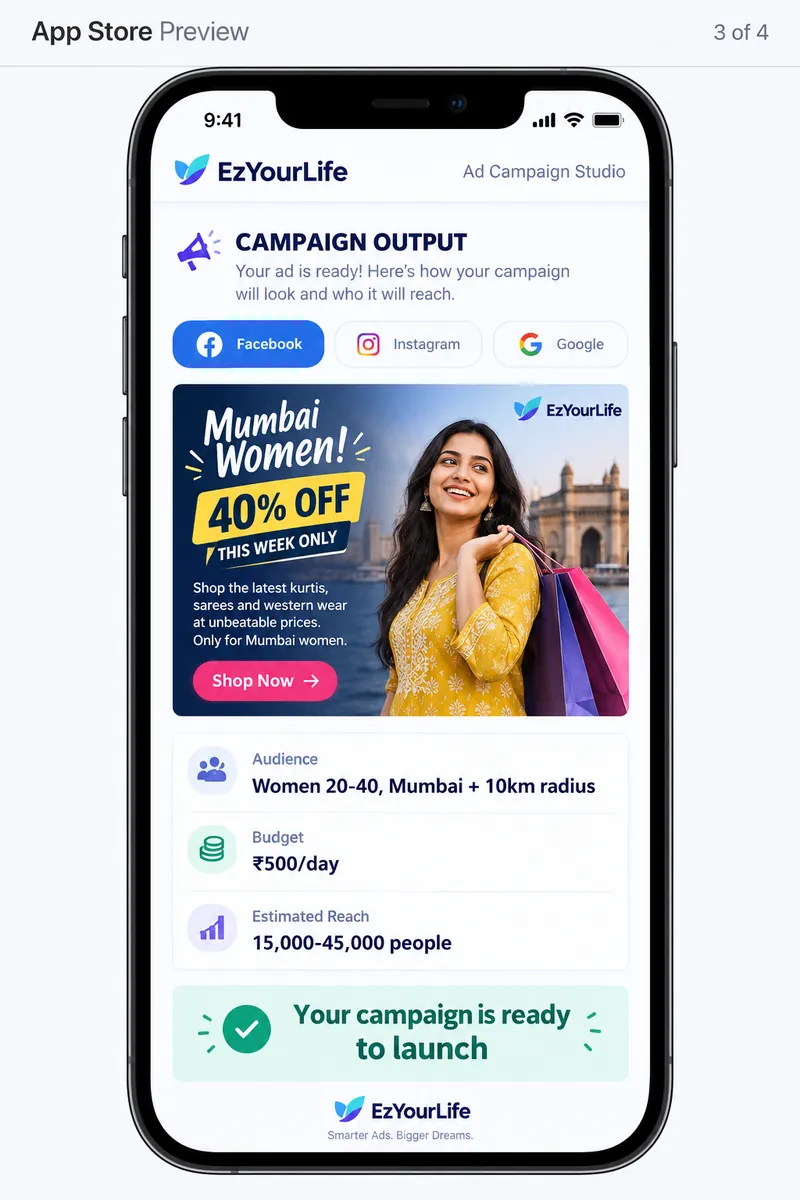 App Store Preview
3 of 4
9:41
EzYourLife
Ad Campaign Studio
CAMPAIGN OUTPUT
Your ad is ready! Here's how your campaign
will look and who it will reach.
Facebook
Instagram
Google
EzYourLife
Mumbai
Women!
40% OFF
THIS WEEK ONLY
Shop the latest kurtis,
sarees and western wear
at unbeatable prices.
Only for Mumbai women.
Shop Now →
Audience
Women 20-40, Mumbai + 10km radius
Budget
₹500/day
Estimated Reach
15,000-45,000 people
Your campaign is ready
to launch
EzYourLife
Smarter Ads. Bigger Dreams.